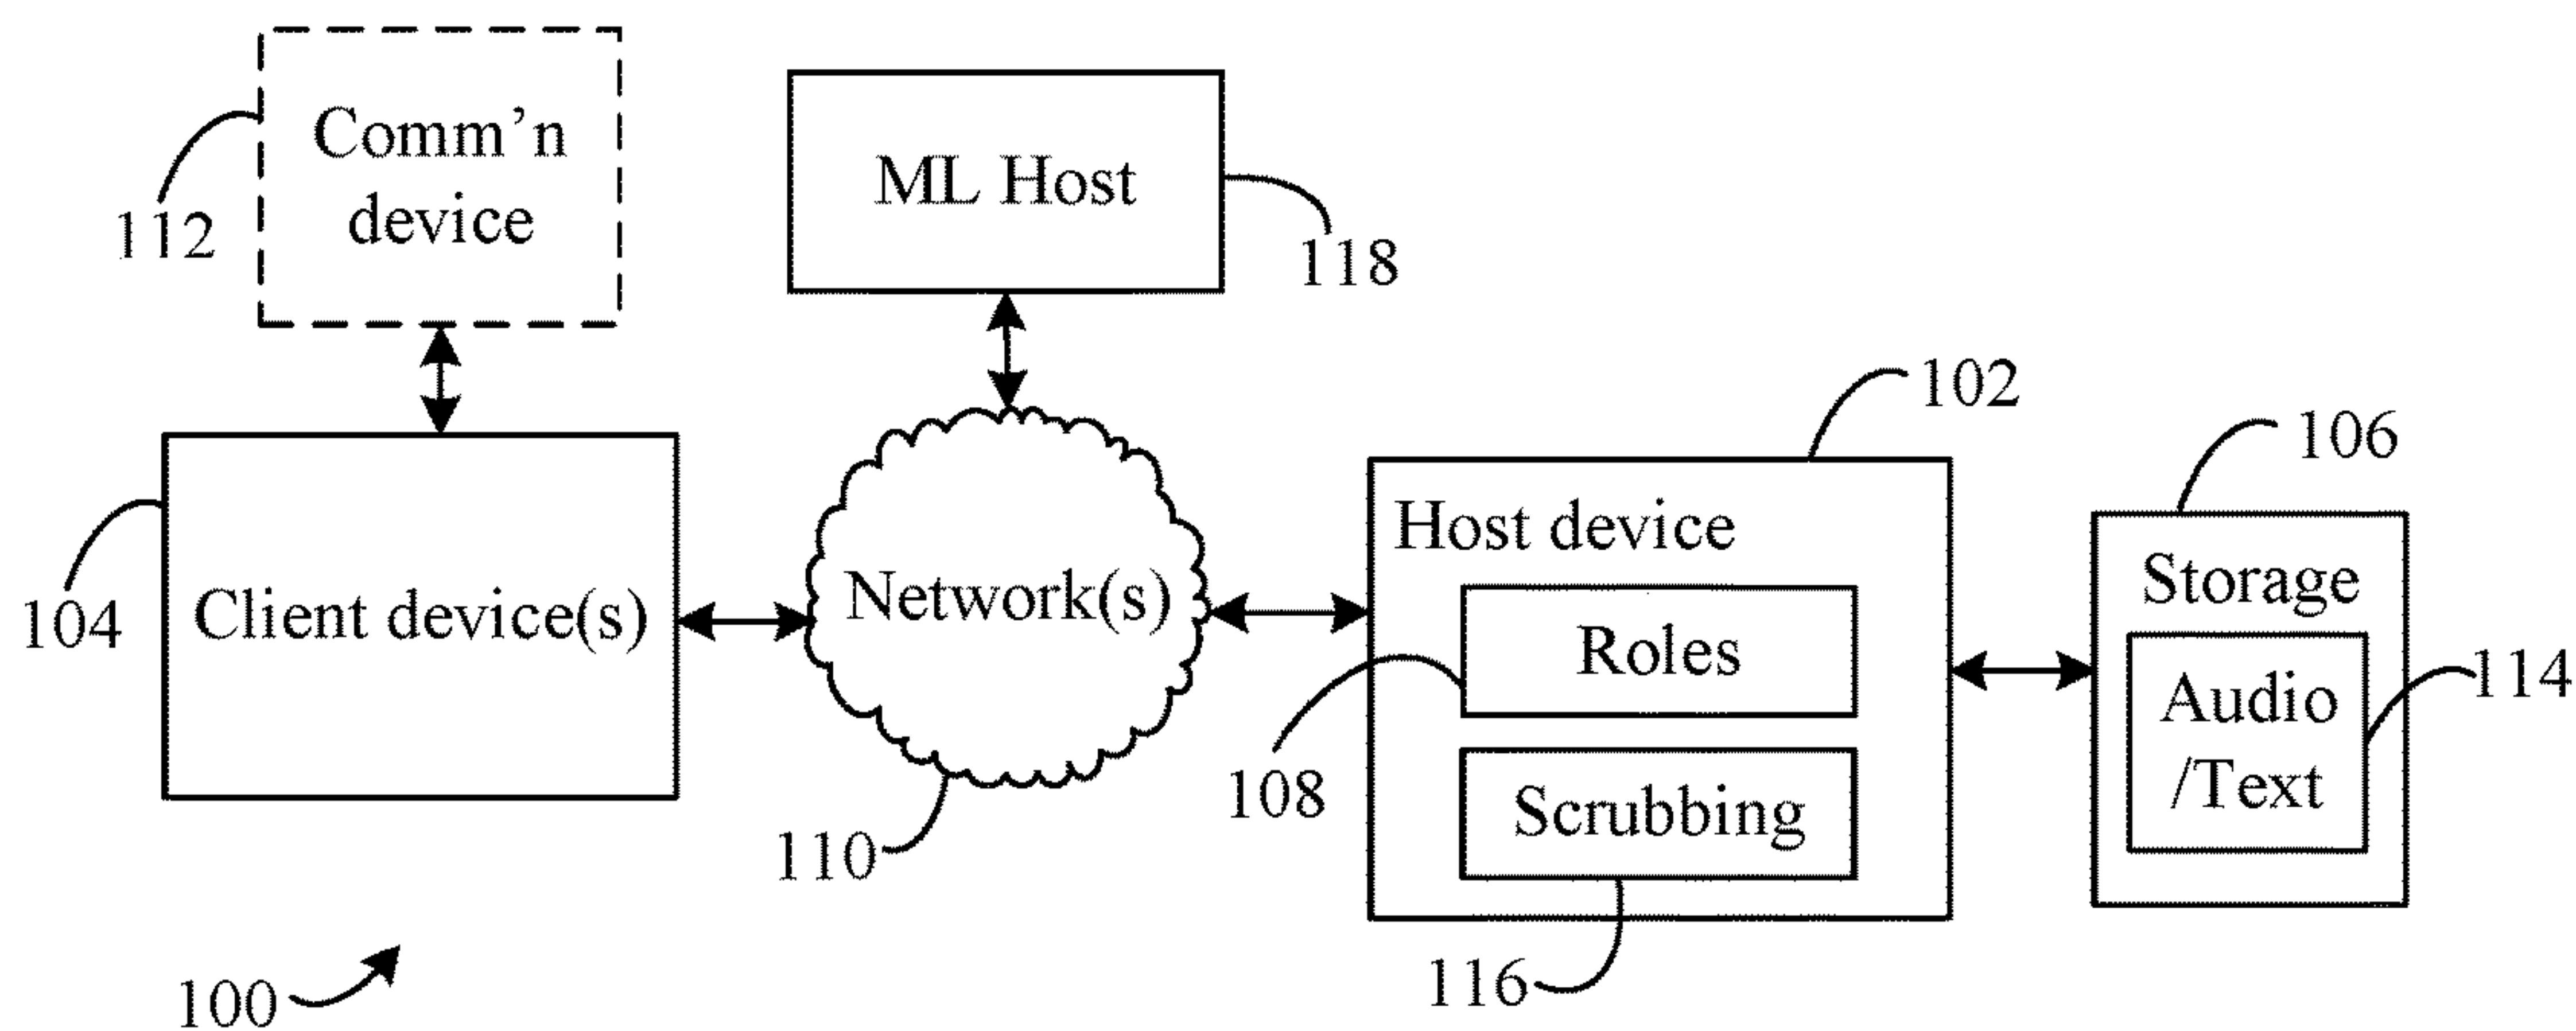 Comm’n
device
112
ML Host
118
102
106
Host device
Storage
Client device(s)
104
Network(s)
Roles
Audio
/Text
114
108
Scrubbing
110
116
100